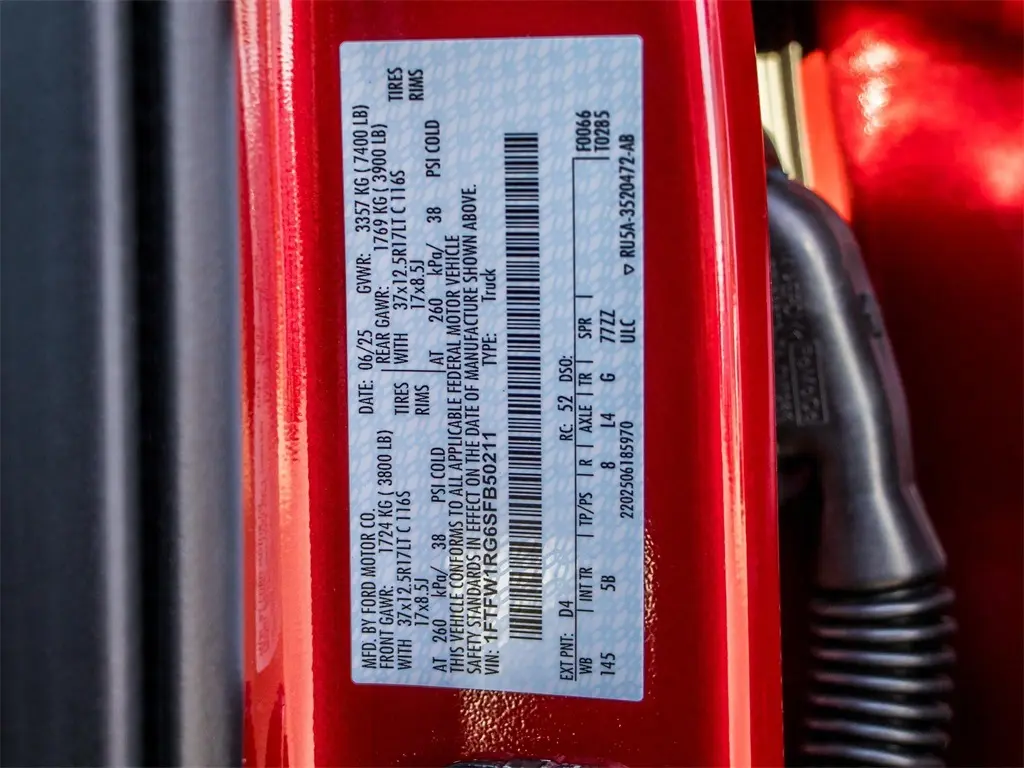 MFD. BY FORD MOTOR CO.
DATE: 06/25 GVWR: 3357 KG ( 7400 LB)
FRONT GAWR: 1724 KG ( 3800 LB) REAR GAWR: 1769 KG ( 3900 LB)
WITH 37x12.5R17LT C 116S TIRES WITH 37x12.5R17LT C 116S TIRES
17x8.5J RIMS 17x8.5J RIMS
AT 260 kPa/ 38 PSI COLD AT 260 kPa/ 38 PSI COLD
THIS VEHICLE CONFORMS TO ALL APPLICABLE FEDERAL MOTOR VEHICLE
SAFETY STANDARDS IN EFFECT ON THE DATE OF MANUFACTURE SHOWN ABOVE.
VIN: 1FTFW1RG6SFB50211 TYPE: Truck
EXT PNT: D4 RC: 52 DSO: F0066
WB INT TR TP/PS R AXLE TR SPR T0285
145 5B 8 L4 G 77ZZ
2202506185970 ULC ▽ RU5A-3520472-AB